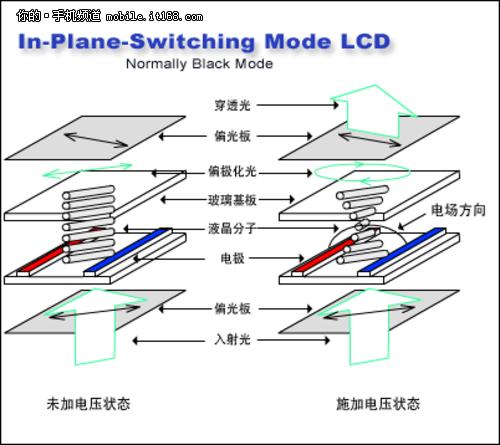 你的·手机频道 mobile.it168.com
In-Plane-Switching Mode LCD
Normally Black Mode
穿透光
偏光板
偏极化光
玻璃基板
液晶分子
电场方向
电极
偏光板
入射光
未加电压状态
施加电压状态